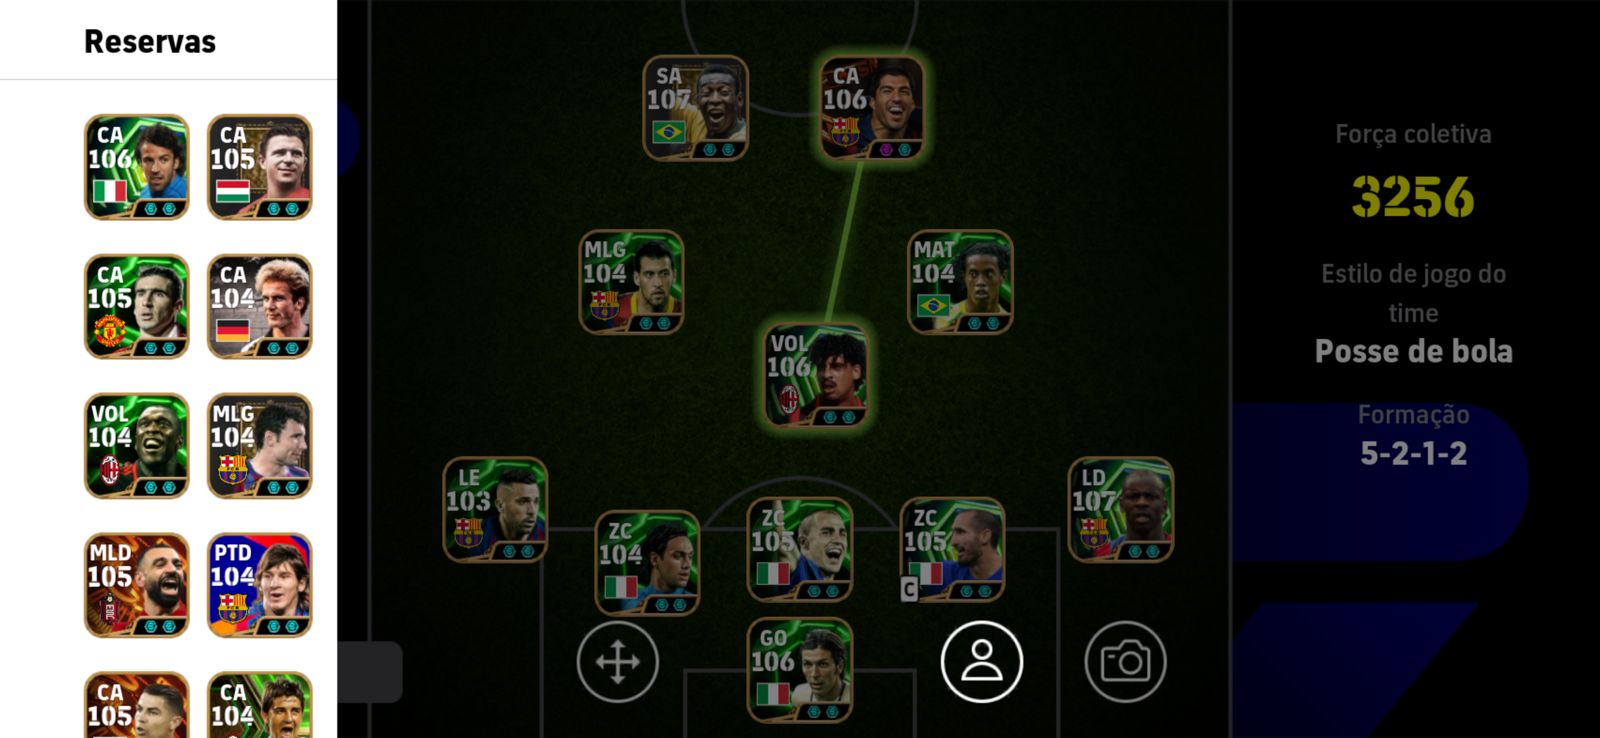 Reservas
CA
106
CA
105
CA
105
CA
104
VOL
104
MLG
104
MLD
105
PTD
104
CA
105
CA
104
SA
107
CA
106
MLG
104
MAT
104
VOL
106
LE
103
ZC
104
ZC
105
ZC
105
C
LD
107
GO
106
Força coletiva
3256
Estilo de jogo do
time
Posse de bola
Formação
5-2-1-2